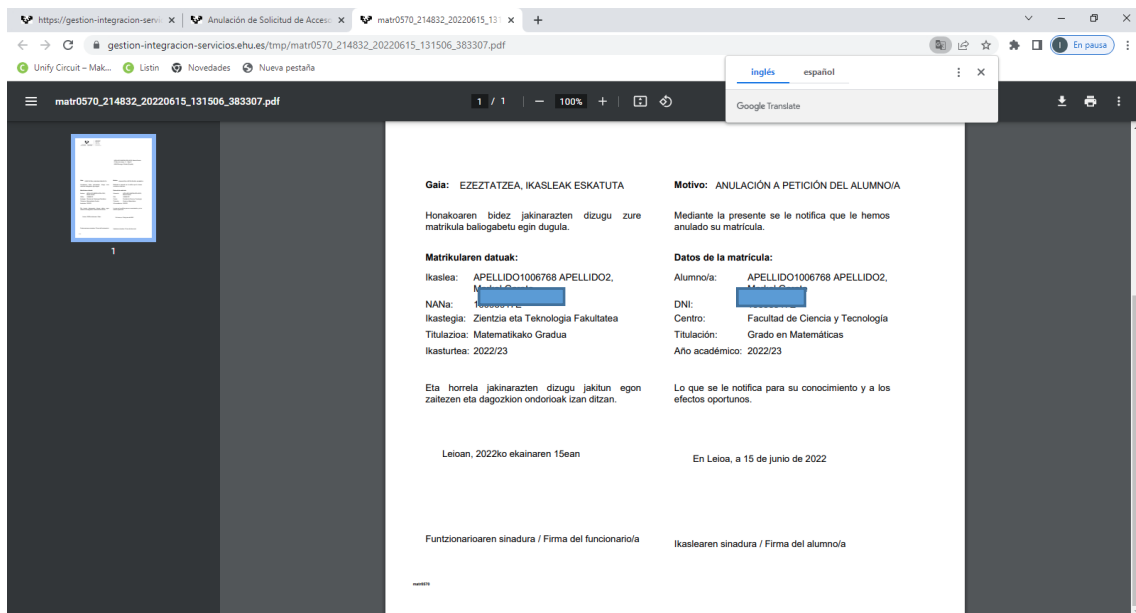 https://gestion-integracion-servi
Anulación de Solicitud de Acceso
matr0570_214832_20220615_131
gestion-integracion-servicios.ehu.es/tmp/matr0570_214832_20220615_131506_383307.pdf
En pausa
Unify Circuit – Mak...
Listin
Novedades
Nueva pestaña
inglés español
Google Translate
matr0570_214832_20220615_131506_383307.pdf
1 / 1
100%
1
Gaia: EZEZTATZEA, IKASLEAK ESKATUTA
Honakoaren bidez jakinarazten dizugu zure
matrikula baliogabetu egin dugula.
Matrikularen datuak:
Ikaslea: APELLIDO1006768 APELLIDO2,
NANa:
Ikastegia: Zientzia eta Teknologia Fakultatea
Titulazioa: Matematikako Gradua
Ikasturtea: 2022/23
Eta horrela jakinarazten dizugu jakitun egon
zaitezen eta dagozkion ondorioak izan ditzan.
Leioan, 2022ko ekainaren 15ean
Funtzionarioaren sinadura / Firma del funcionario/a
matr0570
Motivo: ANULACIÓN A PETICIÓN DEL ALUMNO/A
Mediante la presente se le notifica que le hemos
anulado su matrícula.
Datos de la matrícula:
Alumno/a: APELLIDO1006768 APELLIDO2,
DNI:
Centro: Facultad de Ciencia y Tecnología
Titulación: Grado en Matemáticas
Año académico: 2022/23
Lo que se le notifica para su conocimiento y a los
efectos oportunos.
En Leioa, a 15 de junio de 2022
Ikaslearen sinadura / Firma del alumno/a